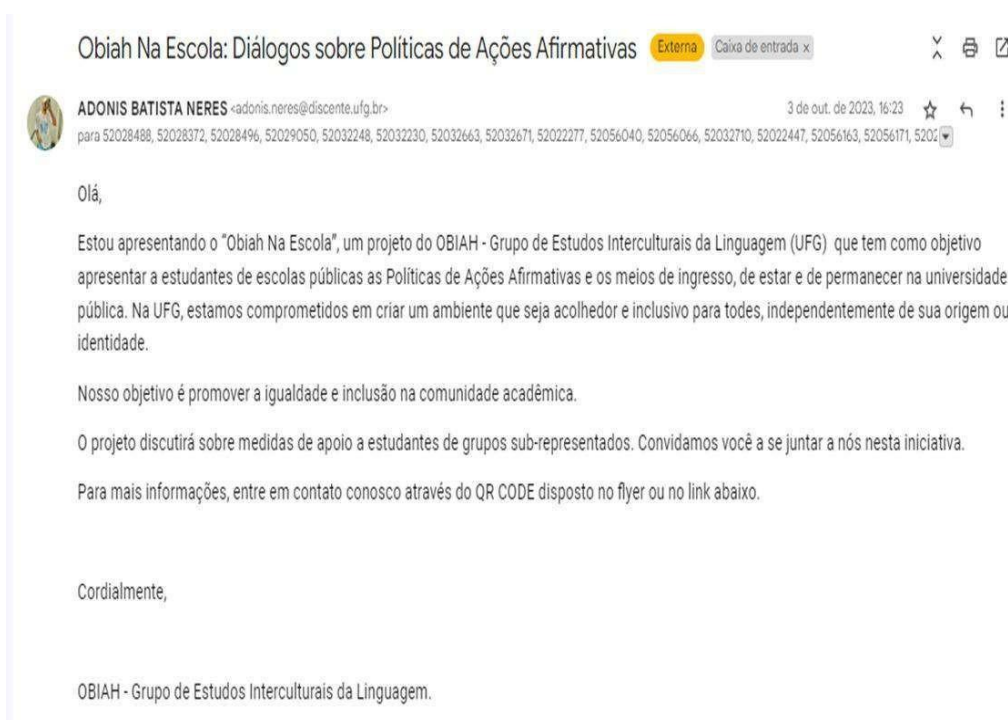 Obiah Na Escola: Diálogos sobre Políticas de Ações Afirmativas Externa Caixa de entrada x
ADONIS BATISTA NERES <adonis.neres@discente.ufg.br> 3 de out. de 2023, 16:23
para 52028488, 52028372, 52028496, 52029050, 52032248, 52032230, 52032663, 52032671, 52022277, 52056040, 52056066, 52032710, 52022447, 52056163, 52056171, 5202
Olá,
Estou apresentando o "Obiah Na Escola", um projeto do OBIAH - Grupo de Estudos Interculturais da Linguagem (UFG) que tem como objetivo
apresentar a estudantes de escolas públicas as Políticas de Ações Afirmativas e os meios de ingresso, de estar e de permanecer na universidade
pública. Na UFG, estamos comprometidos em criar um ambiente que seja acolhedor e inclusivo para todes, independentemente de sua origem ou
identidade.
Nosso objetivo é promover a igualdade e inclusão na comunidade acadêmica.
O projeto discutirá sobre medidas de apoio a estudantes de grupos sub-representados. Convidamos você a se juntar a nós nesta iniciativa.
Para mais informações, entre em contato conosco através do QR CODE disposto no flyer ou no link abaixo.
Cordialmente,
OBIAH - Grupo de Estudos Interculturais da Linguagem.